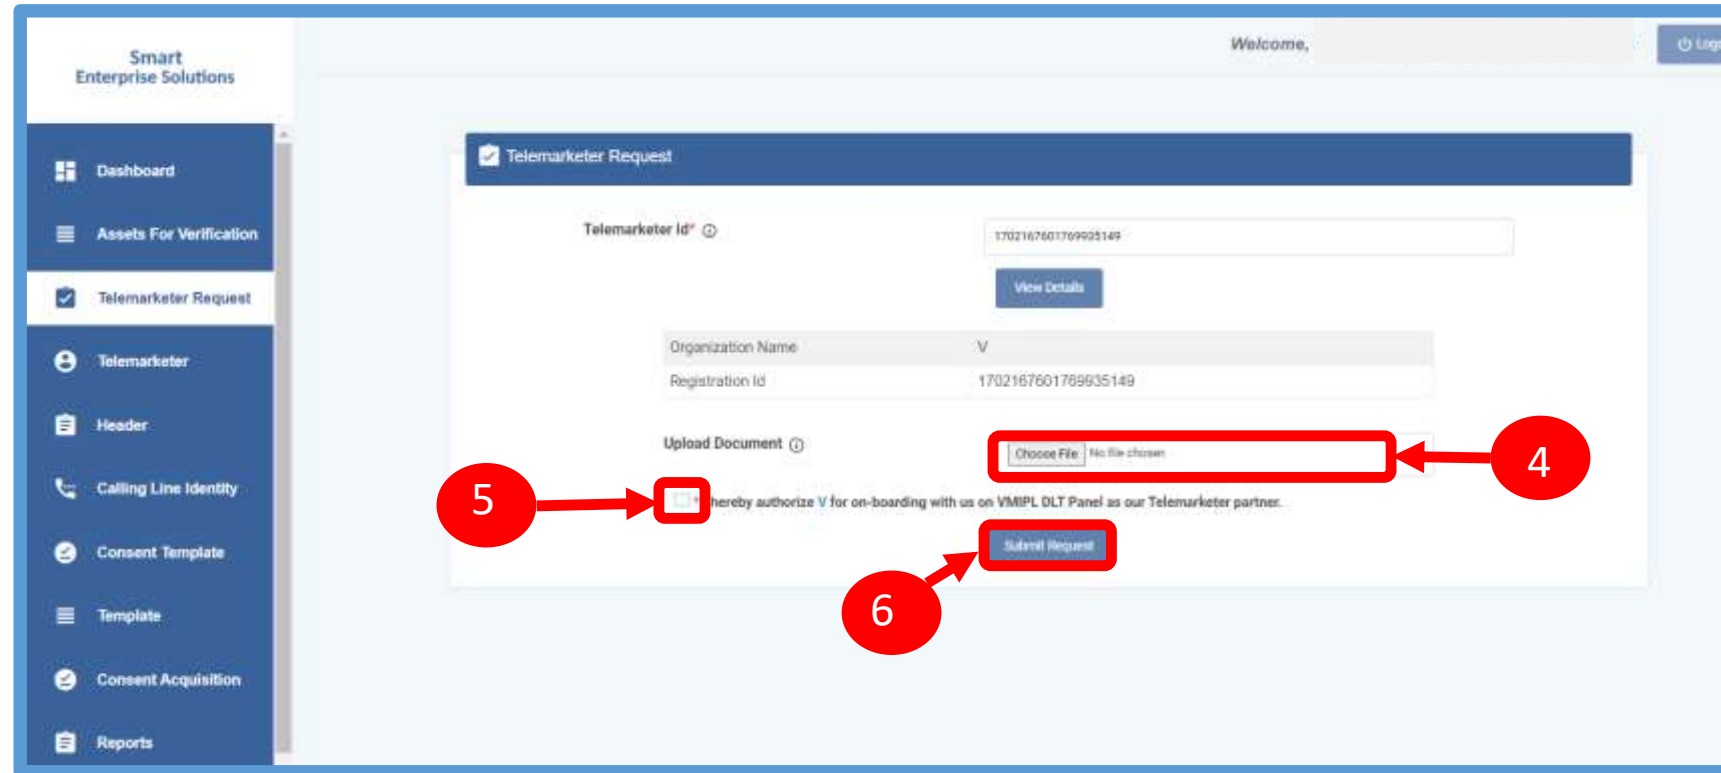 Smart
Enterprise Solutions
Welcome,
Dashboard
Assets For Verification
Telemarketer Request
Telemarketer
Header
Calling Line Identity
Consent Template
Template
Consent Acquisition
Reports
Telemarketer Request
Telemarketer Id*
1702167601769935149
View Details
Organization Name V
Registration Id 1702167601769935149
Upload Document
Choose File No file chosen
4
5
* hereby authorize V for on-boarding with us on VMIPL DLT Panel as our Telemarketer partner.
Submit Request
6